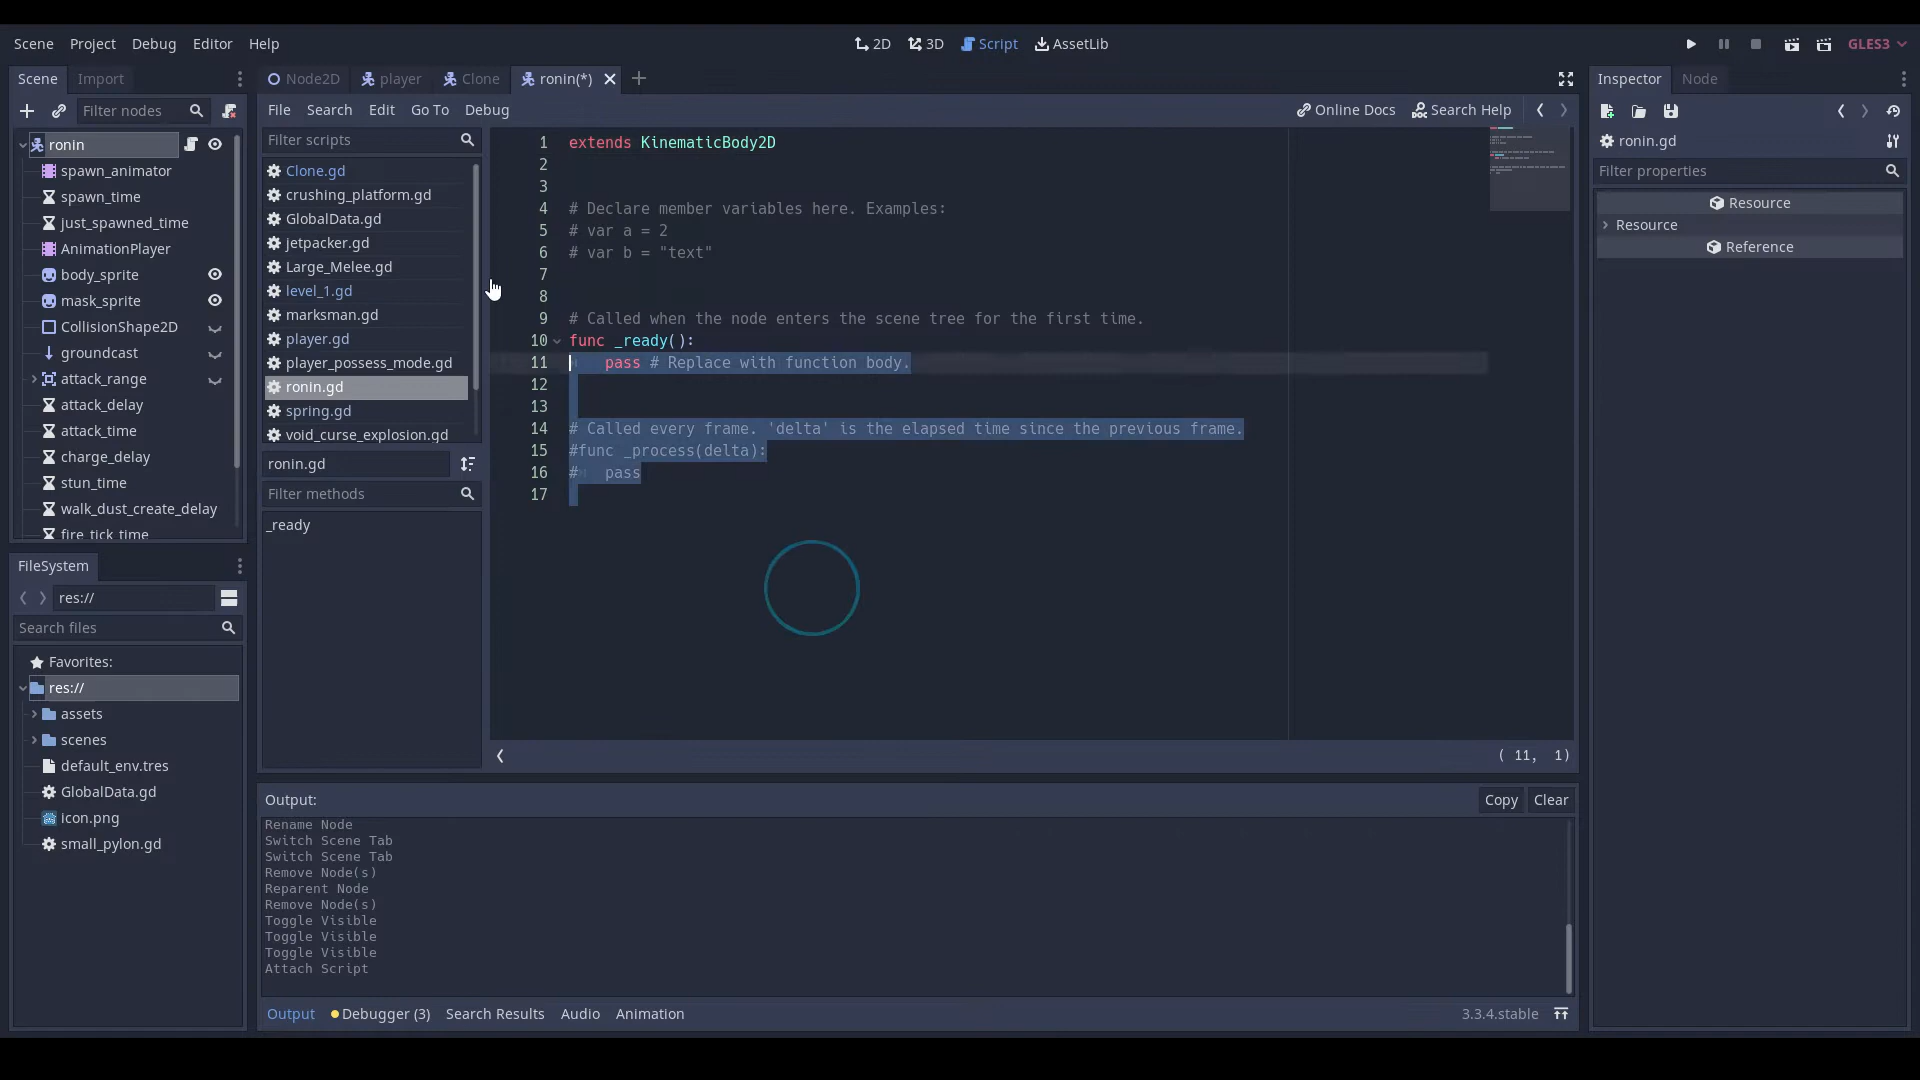 Scene Project Debug Editor Help 2D 3D Script AssetLib GLES3
Scene Import
Filter nodes
ronin
spawn_animator
spawn_time
just_spawned_time
AnimationPlayer
body_sprite
mask_sprite
CollisionShape2D
groundcast
attack_range
attack_delay
attack_time
charge_delay
stun_time
walk_dust_create_delay
fire_tick_time
FileSystem
res://
Search files
Favorites:
res://
assets
scenes
default_env.tres
GlobalData.gd
icon.png
small_pylon.gd
Node2D player Clone ronin(*)
File Search Edit Go To Debug Online Docs Search Help
Filter scripts
Clone.gd
crushing_platform.gd
GlobalData.gd
jetpacker.gd
Large_Melee.gd
level_1.gd
marksman.gd
player.gd
player_possess_mode.gd
ronin.gd
spring.gd
void_curse_explosion.gd
ronin.gd
Filter methods
_ready
1 extends KinematicBody2D
2
3
4 # Declare member variables here. Examples:
5 # var a = 2
6 # var b = "text"
7
8
9 # Called when the node enters the scene tree for the first time.
10 func _ready():
11 pass # Replace with function body.
12
13
14 # Called every frame. 'delta' is the elapsed time since the previous frame.
15 #func _process(delta):
16 # pass
17
( 11, 1)
Output: Copy Clear
Rename Node
Switch Scene Tab
Switch Scene Tab
Remove Node(s)
Reparent Node
Remove Node(s)
Toggle Visible
Toggle Visible
Toggle Visible
Attach Script
Output Debugger (3) Search Results Audio Animation 3.3.4.stable
Inspector Node
ronin.gd
Filter properties
Resource
Resource
Reference